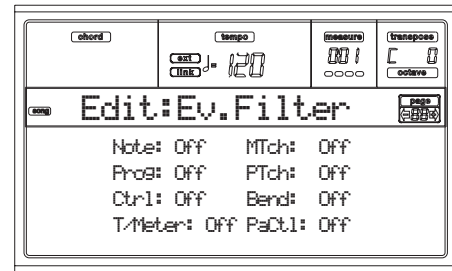 chord tempo measure transpose
ext link ♩= 120 001 C 0
octave
song Edit:Ev.Filter page
Note: Off MTch: Off
Prog: Off PTch: Off
Ctrl: Off Bend: Off
T/Meter: Off PaCtl: Off